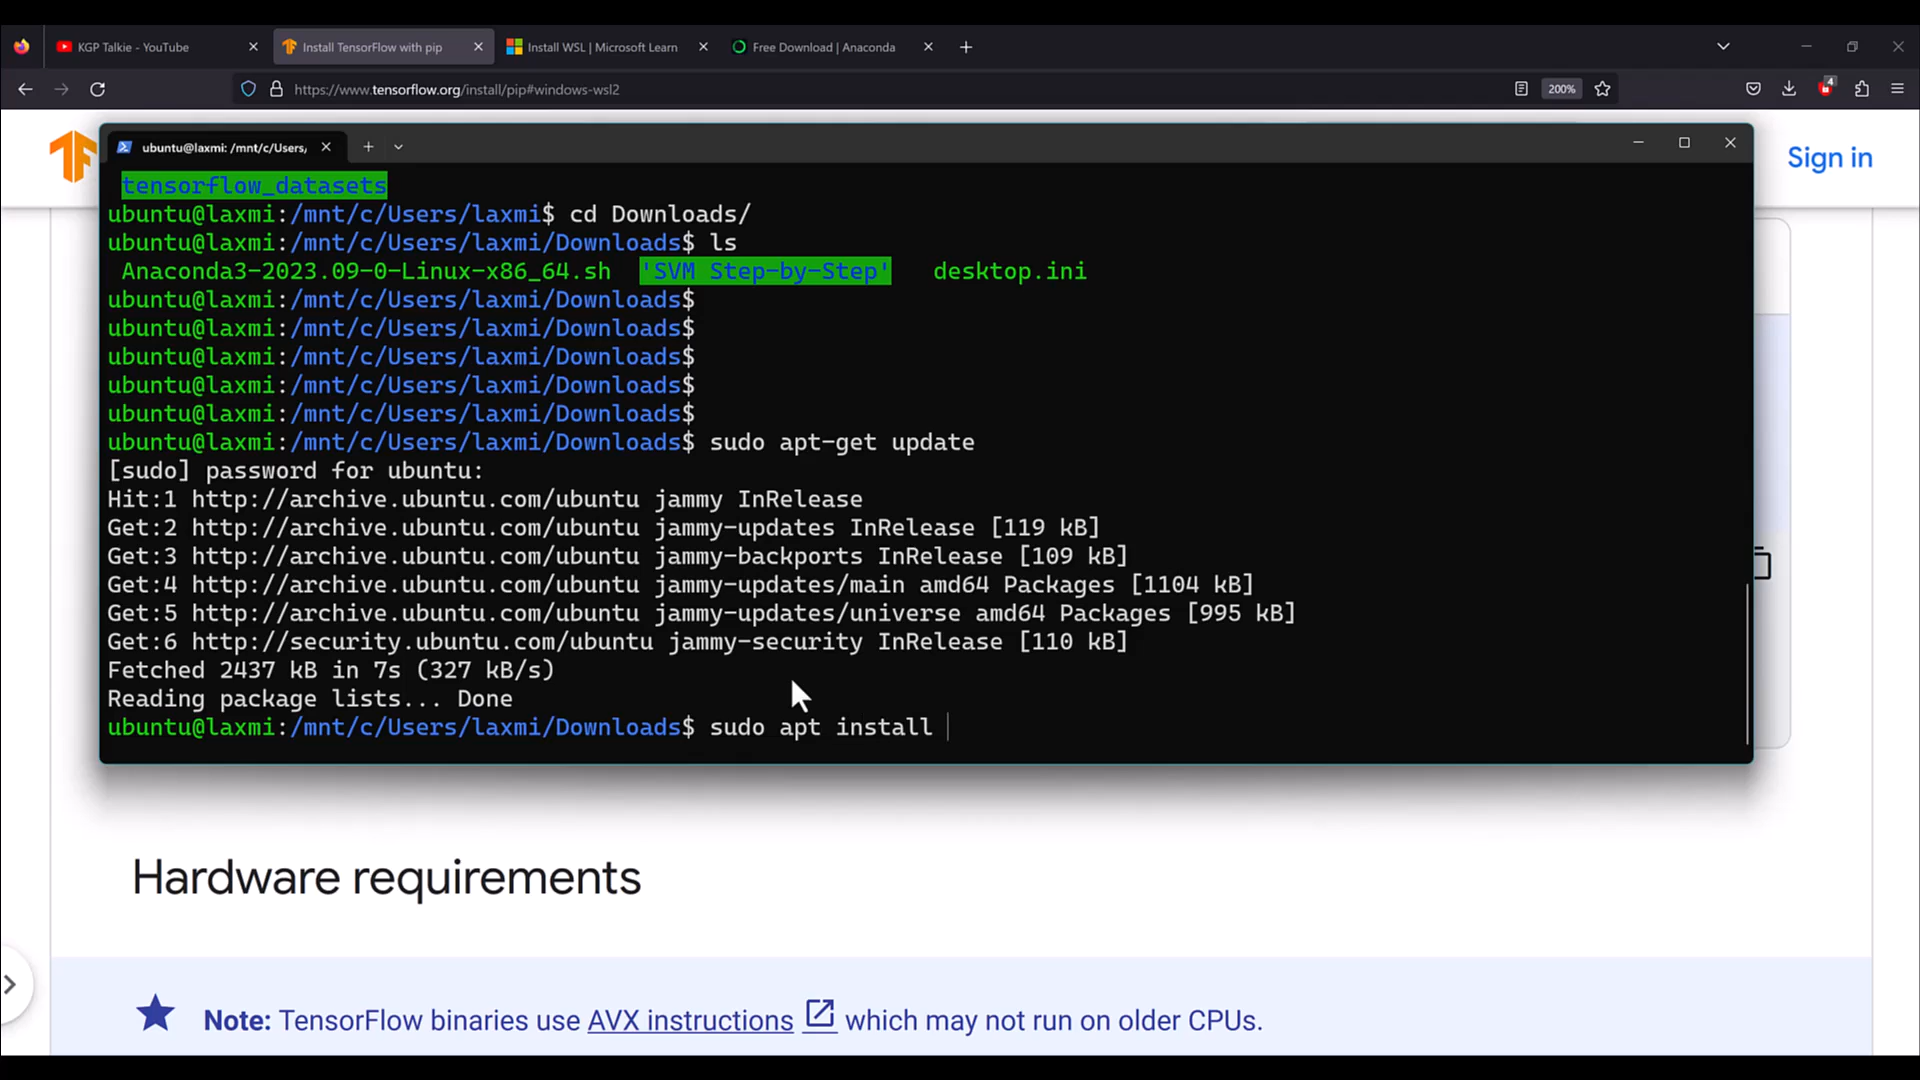 KGP Talkie - YouTube
Install TensorFlow with pip
Install WSL | Microsoft Learn
Free Download | Anaconda
https://www.tensorflow.org/install/pip#windows-wsl2
200%
4
ubuntu@laxmi: /mnt/c/Users/
Sign in
tensorflow_datasets
ubuntu@laxmi:/mnt/c/Users/laxmi$ cd Downloads/
ubuntu@laxmi:/mnt/c/Users/laxmi/Downloads$ ls
Anaconda3-2023.09-0-Linux-x86_64.sh 'SVM Step-by-Step' desktop.ini
ubuntu@laxmi:/mnt/c/Users/laxmi/Downloads$
ubuntu@laxmi:/mnt/c/Users/laxmi/Downloads$
ubuntu@laxmi:/mnt/c/Users/laxmi/Downloads$
ubuntu@laxmi:/mnt/c/Users/laxmi/Downloads$
ubuntu@laxmi:/mnt/c/Users/laxmi/Downloads$
ubuntu@laxmi:/mnt/c/Users/laxmi/Downloads$ sudo apt-get update
[sudo] password for ubuntu:
Hit:1 http://archive.ubuntu.com/ubuntu jammy InRelease
Get:2 http://archive.ubuntu.com/ubuntu jammy-updates InRelease [119 kB]
Get:3 http://archive.ubuntu.com/ubuntu jammy-backports InRelease [109 kB]
Get:4 http://archive.ubuntu.com/ubuntu jammy-updates/main amd64 Packages [1104 kB]
Get:5 http://archive.ubuntu.com/ubuntu jammy-updates/universe amd64 Packages [995 kB]
Get:6 http://security.ubuntu.com/ubuntu jammy-security InRelease [110 kB]
Fetched 2437 kB in 7s (327 kB/s)
Reading package lists... Done
ubuntu@laxmi:/mnt/c/Users/laxmi/Downloads$ sudo apt install
Hardware requirements
Note: TensorFlow binaries use AVX instructions which may not run on older CPUs.